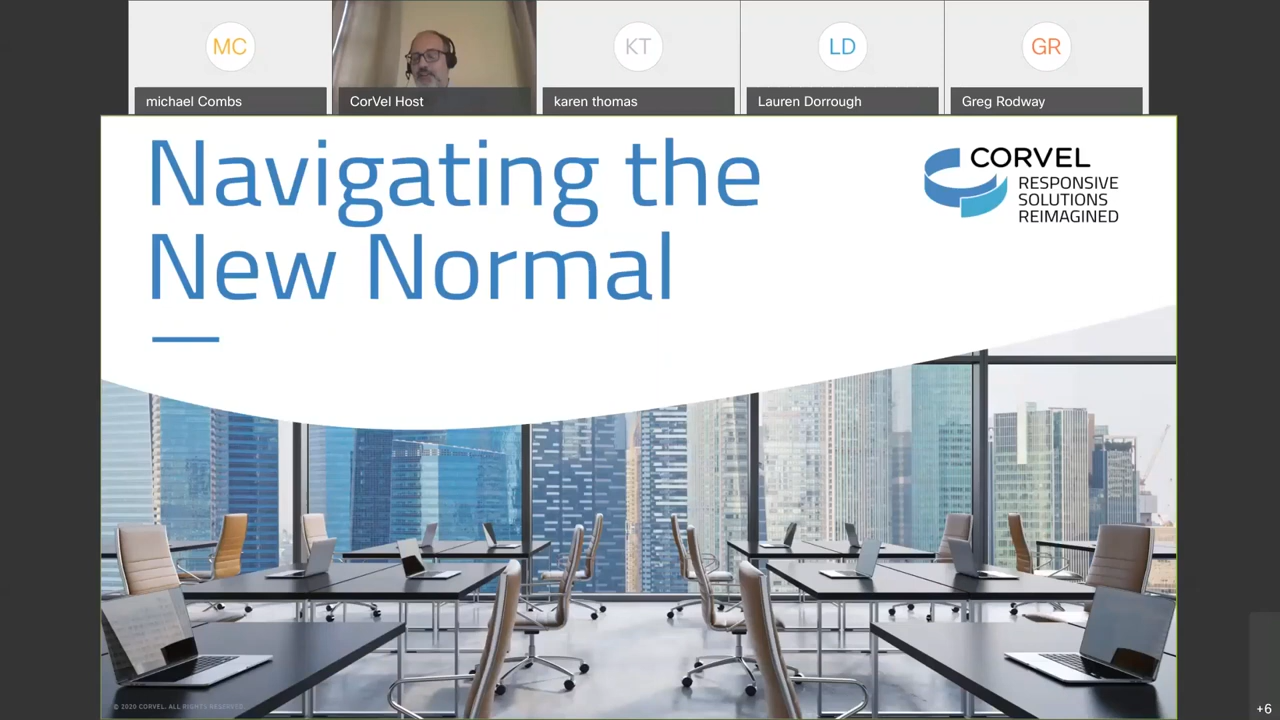 MC
KT
LD
GR
michael Combs
CorVel Host
karen thomas
Lauren Dorrough
Greg Rodway
Navigating the
New Normal
CORVEL
RESPONSIVE
SOLUTIONS
REIMAGINED
© 2020 CORVEL. ALL RIGHTS RESERVED.
+6